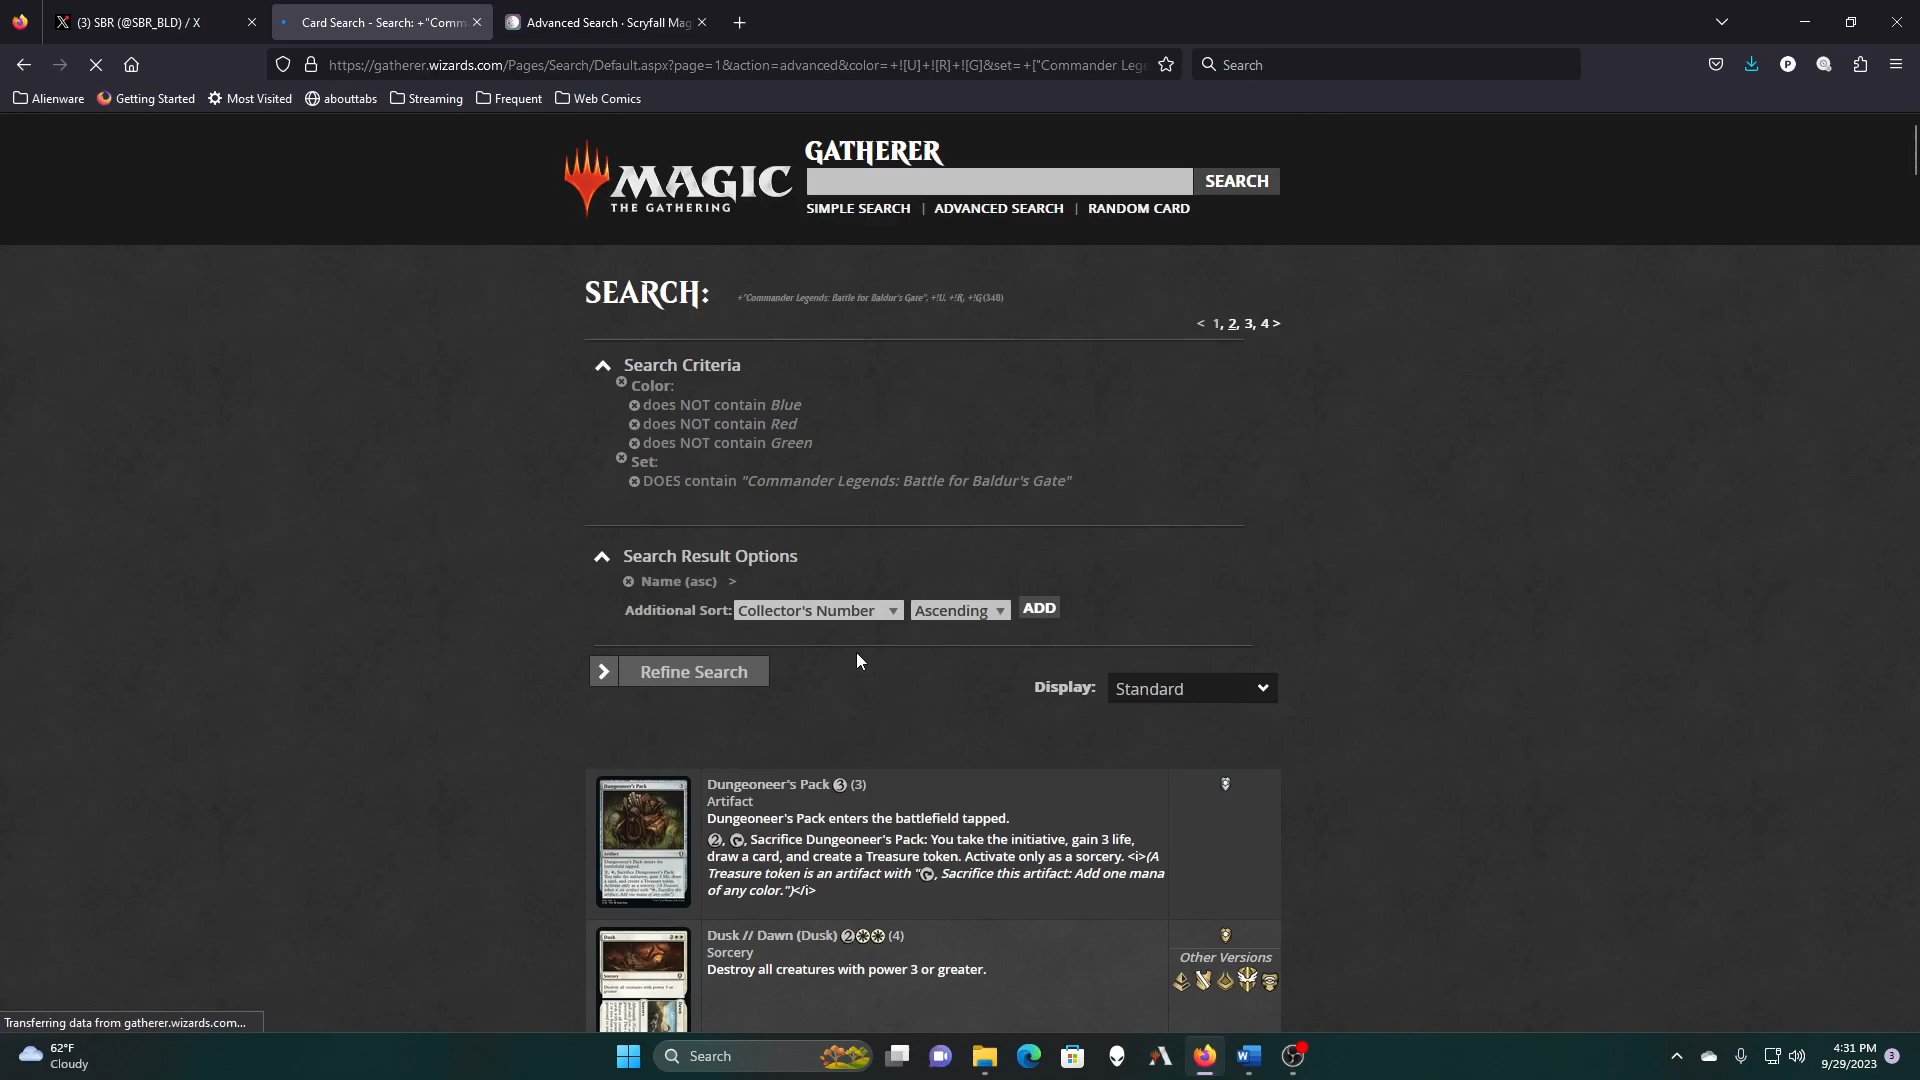 (3) SBR (@SBR_BLD) / X
Card Search - Search: +"Comm
Advanced Search · Scryfall Mag
https://gatherer.wizards.com/Pages/Search/Default.aspx?page=1&action=advanced&color=+![U]+![R]+![G]&set=+["Commander Lege
Search
Alienware
Getting Started
Most Visited
abouttabs
Streaming
Frequent
Web Comics
MAGIC
THE GATHERING
GATHERER
SEARCH
SIMPLE SEARCH | ADVANCED SEARCH | RANDOM CARD
SEARCH: +"Commander Legends: Battle for Baldur's Gate", +!U, +!R, +!G(348)
< 1, 2, 3, 4 >
Search Criteria
Color:
does NOT contain Blue
does NOT contain Red
does NOT contain Green
Set:
DOES contain "Commander Legends: Battle for Baldur's Gate"
Search Result Options
Name (asc) >
Additional Sort: Collector's Number Ascending ADD
Refine Search
Display: Standard
Dungeoneer's Pack 3 (3)
Artifact
Dungeoneer's Pack enters the battlefield tapped.
2, , Sacrifice Dungeoneer's Pack: You take the initiative, gain 3 life,
draw a card, and create a Treasure token. Activate only as a sorcery. <i>(A
Treasure token is an artifact with ", Sacrifice this artifact: Add one mana
of any color.")</i>
Dusk // Dawn (Dusk) 2 (4)
Sorcery
Destroy all creatures with power 3 or greater.
Other Versions
Transferring data from gatherer.wizards.com...
62°F
Cloudy
Search
4:31 PM
9/29/2023
3